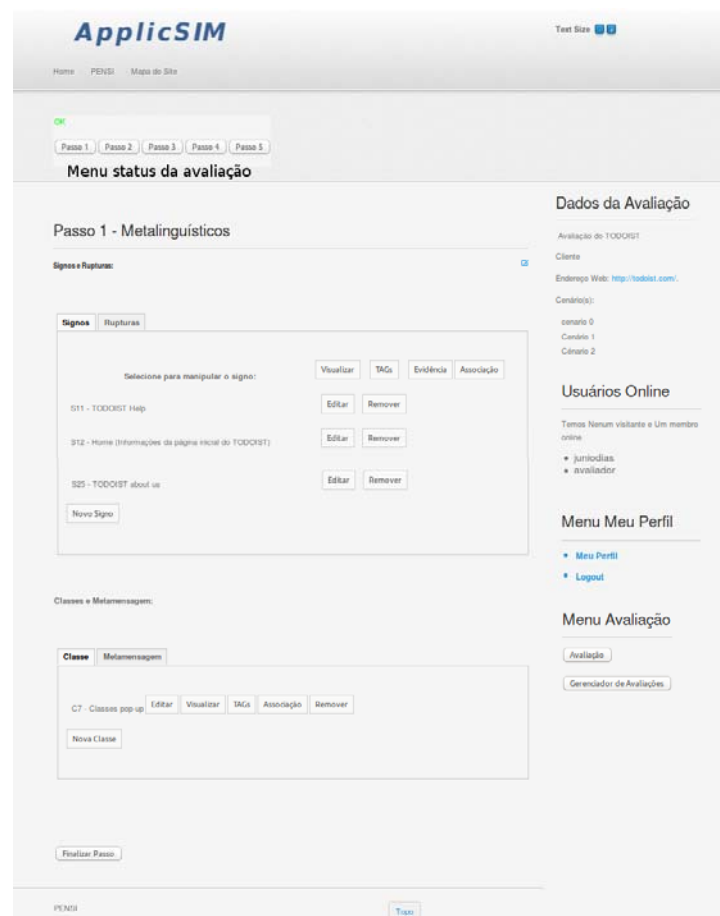 ApplicSIM
Text Size
Home PENSI Mapa do Site
OK
Passo 1 Passo 2 Passo 3 Passo 4 Passo 5
Menu status da avaliação
Passo 1 - Metalinguísticos
Signos e Rupturas:
Signos Rupturas
Selecione para manipular o signo: Visualizar TAGs Evidência Associação
S11 - TODOIST Help Editar Remover
S12 - Home (Informações da página inicial do TODOIST) Editar Remover
S25 - TODOIST about us Editar Remover
Novo Signo
Classes e Metamensagem:
Classe Metamensagem
C7 - Classes pop-up Editar Visualizar TAGs Associação Remover
Nova Classe
Finalizar Passo
PENSI
Topo
Dados da Avaliação
Avaliação do TODOIST
Cliente
Endereço Web: http://todoist.com/.
Cenário(s):
cenario 0
Cenário 1
Cénario 2
Usuários Online
Temos Nenum visitante e Um membro
online
juniodias
avaliador
Menu Meu Perfil
Meu Perfil
Logout
Menu Avaliação
Avaliação
Gerenciador de Avaliações